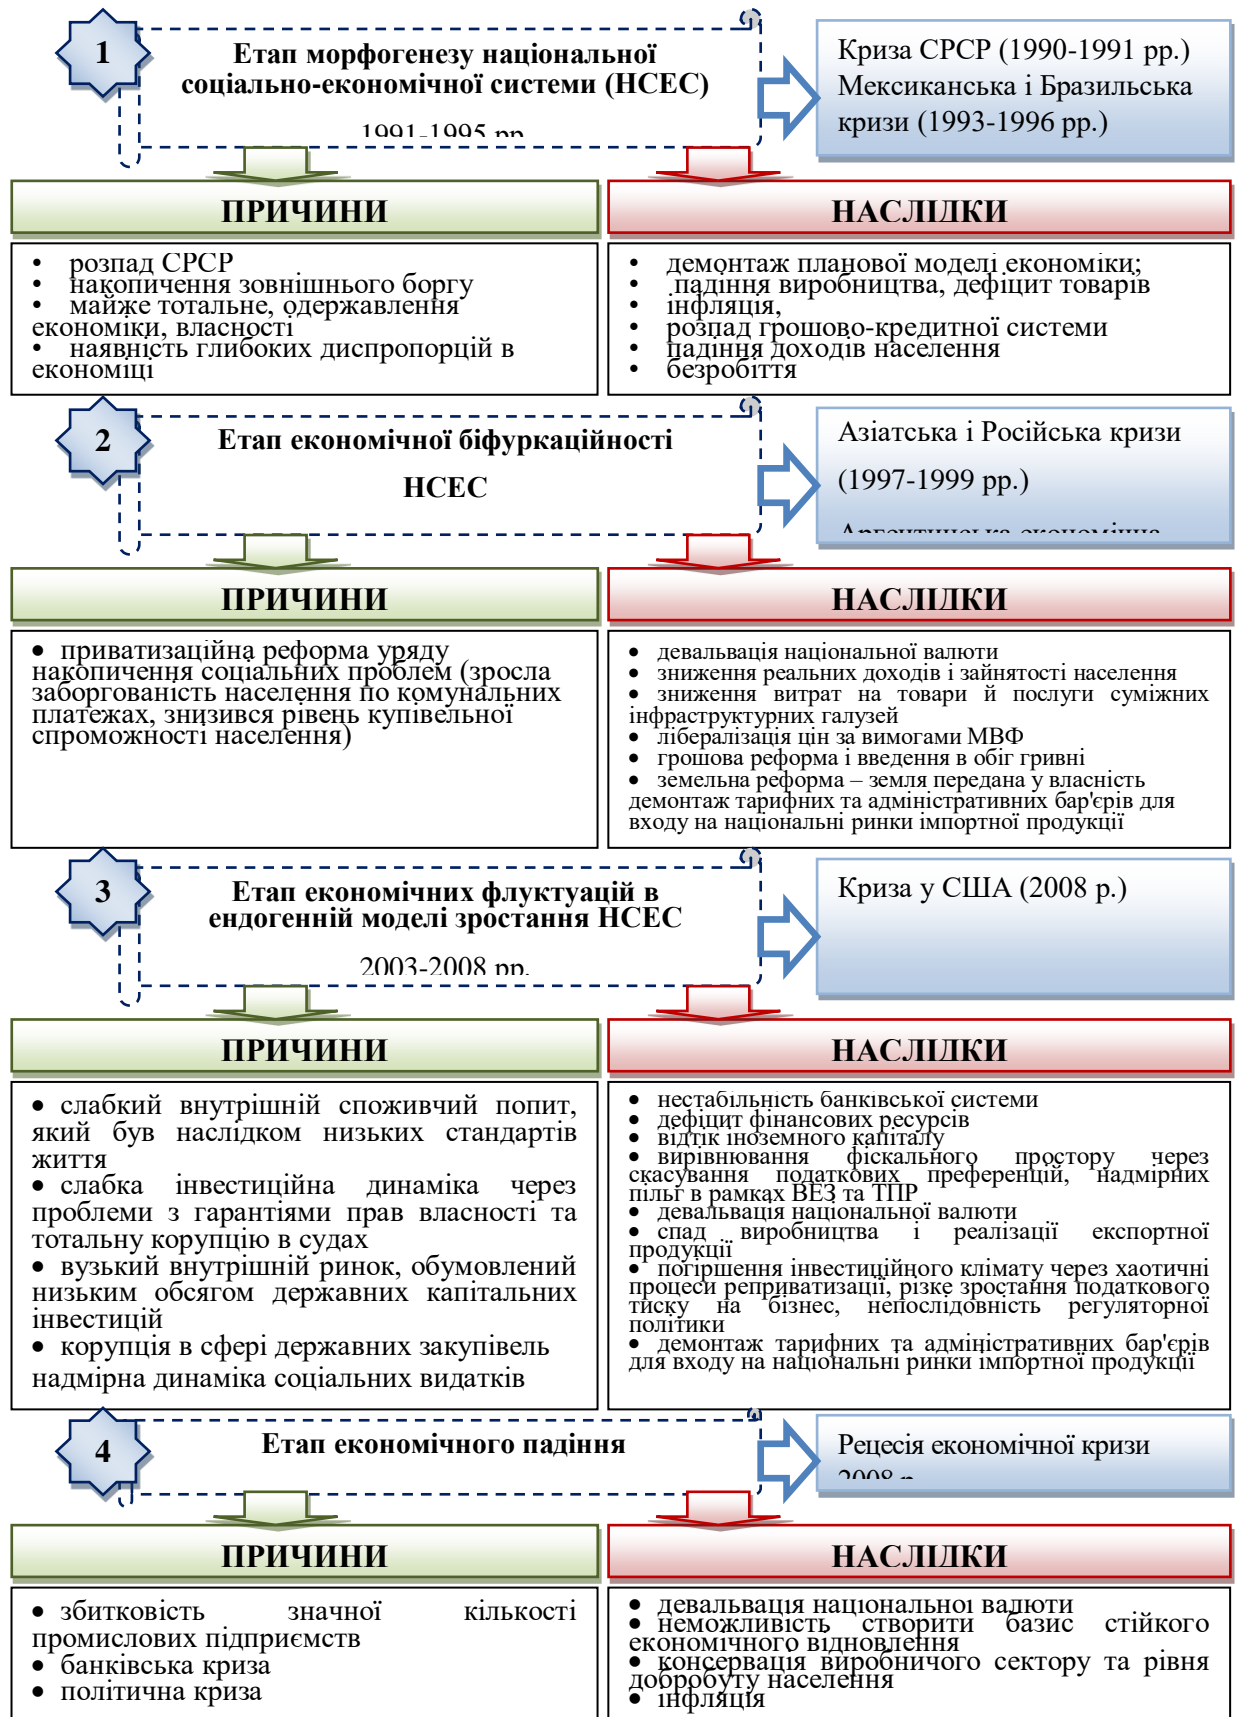 1
Етап морфогенезу національної
соціально-економічної системи (НСЕС)
1991-1995 рр.
Криза СРСР (1990-1991 рр.)
Мексиканська і Бразильська
кризи (1993-1996 рр.)
ПРИЧИНИ
• розпад СРСР
• накопичення зовнішнього боргу
• майже тотальне, одержавлення
економіки, власності
• наявність глибоких диспропорцій в
економіці
НАСЛІДКИ
• демонтаж планової моделі економіки;
• падіння виробництва, дефіцит товарів
• інфляція,
• розпад грошово-кредитної системи
• падіння доходів населення
• безробіття
2
Етап економічної біфуркаційності
НСЕС
Азіатська і Російська кризи
(1997-1999 рр.)
Аргентинська економічна
ПРИЧИНИ
• приватизаційна реформа уряду
накопичення соціальних проблем (зросла
заборгованість населення по комунальних
платежах, знизився рівень купівельної
спроможності населення)
НАСЛІДКИ
• девальвація національної валюти
• зниження реальних доходів і зайнятості населення
• зниження витрат на товари й послуги суміжних
інфраструктурних галузей
• лібералізація цін за вимогами МВФ
• грошова реформа і введення в обіг гривні
• земельна реформа – земля передана у власність
демонтаж тарифних та адміністративних бар'єрів для
входу на національні ринки імпортної продукції
3
Етап економічних флуктуацій в
ендогенній моделі зростання НСЕС
2003-2008 рр.
Криза у США (2008 р.)
ПРИЧИНИ
• слабкий внутрішній споживчий попит,
який був наслідком низьких стандартів
життя
• слабка інвестиційна динаміка через
проблеми з гарантіями прав власності та
тотальну корупцію в судах
• вузький внутрішній ринок, обумовлений
низьким обсягом державних капітальних
інвестицій
• корупція в сфері державних закупівель
надмірна динаміка соціальних видатків
НАСЛІДКИ
• нестабільність банківської системи
• дефіцит фінансових ресурсів
• відтік іноземного капіталу
• вирівнювання фіскального простору через
скасування податкових преференцій, надмірних
пільг в рамках ВЕЗ та ТПР
• девальвація національної валюти
• спад виробництва і реалізації експортної
продукції
• погіршення інвестиційного клімату через хаотичні
процеси реприватизації, різке зростання податкового
тиску на бізнес, непослідовність регуляторної
політики
• демонтаж тарифних та адміністративних бар'єрів
для входу на національні ринки імпортної продукції
4
Етап економічного падіння
Рецесія економічної кризи
2008 р.
ПРИЧИНИ
• збитковість значної кількості
промислових підприємств
• банківська криза
• політична криза
НАСЛІДКИ
• девальвація національної валюти
• неможливість створити базис стійкого
економічного відновлення
• консервація виробничого сектору та рівня
добробуту населення
• інфляція